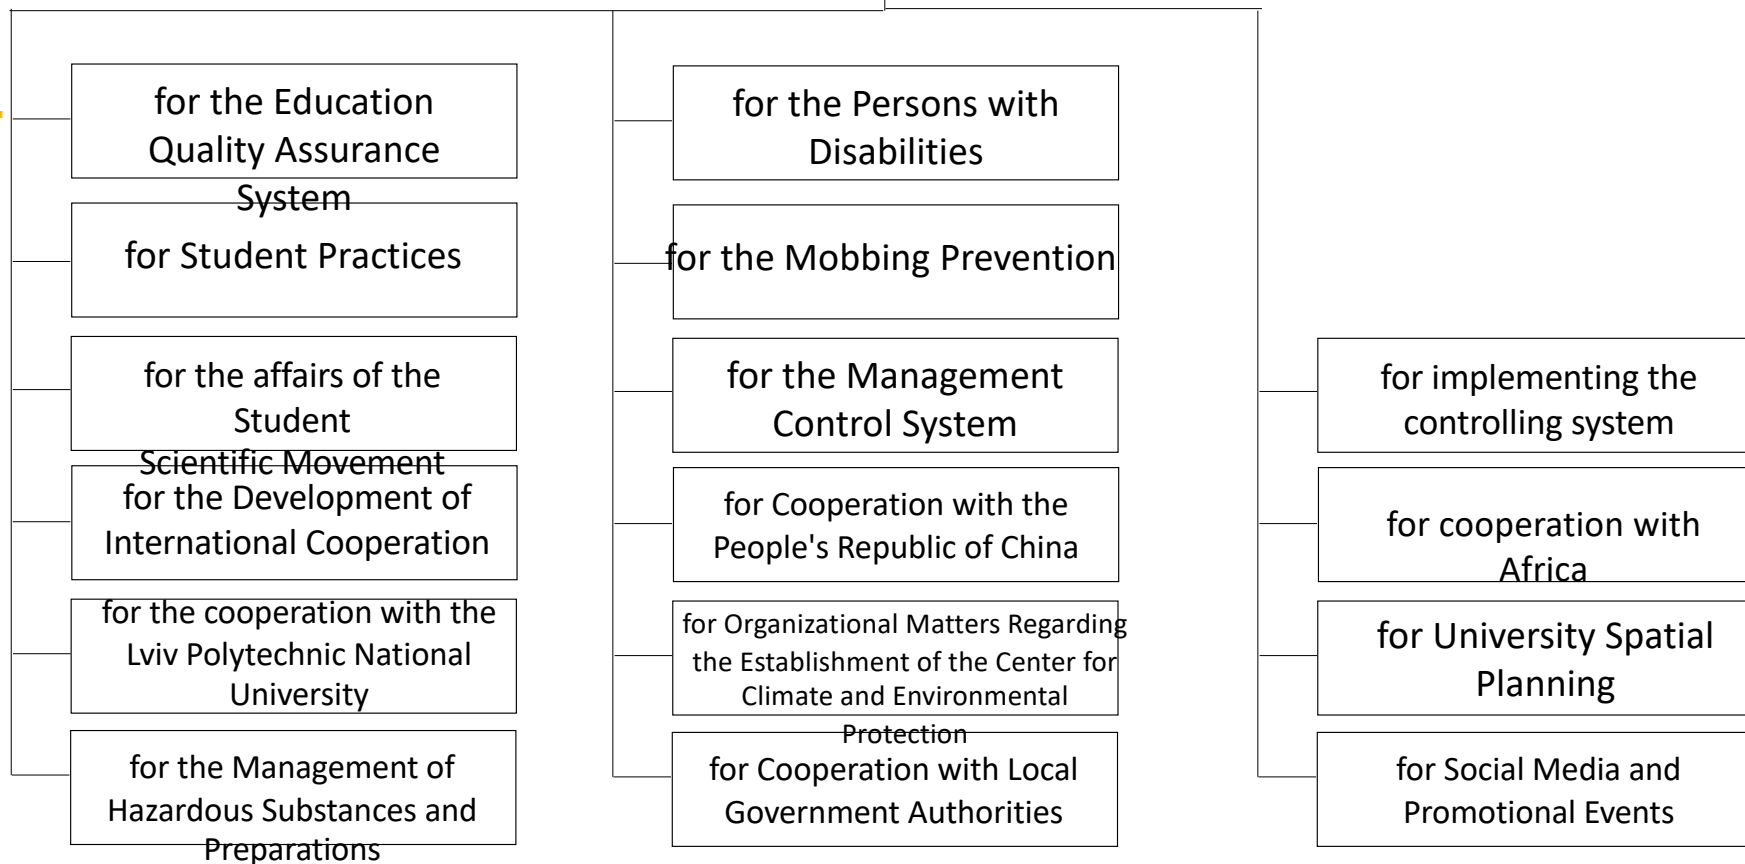 for the Education
Quality Assurance
System
for Student Practices
for the affairs of the
Student
Scientific Movement
for the Development of
International Cooperation
for the cooperation with the
Lviv Polytechnic National
University
for the Management of
Hazardous Substances and
Preparations
for the Persons with
Disabilities
for the Mobbing Prevention
for the Management
Control System
for Cooperation with the
People's Republic of China
for Organizational Matters Regarding
the Establishment of the Center for
Climate and Environmental
Protection
for Cooperation with Local
Government Authorities
for implementing the
controlling system
for cooperation with
Africa
for University Spatial
Planning
for Social Media and
Promotional Events